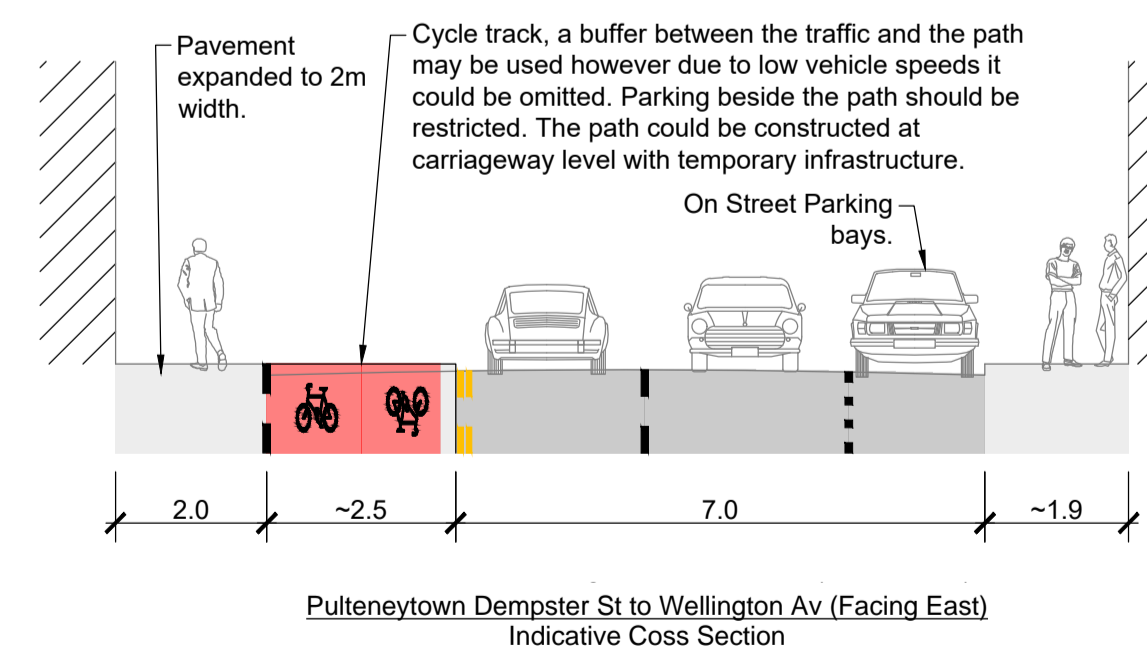 Pavement
expanded to 2m
width.
Cycle track, a buffer between the traffic and the path
may be used however due to low vehicle speeds it
could be omitted. Parking beside the path should be
restricted. The path could be constructed at
carriageway level with temporary infrastructure.
On Street Parking
bays.
2.0
~2.5
7.0
~1.9
Pulteneytown Dempster St to Wellington Av (Facing East)
Indicative Coss Section